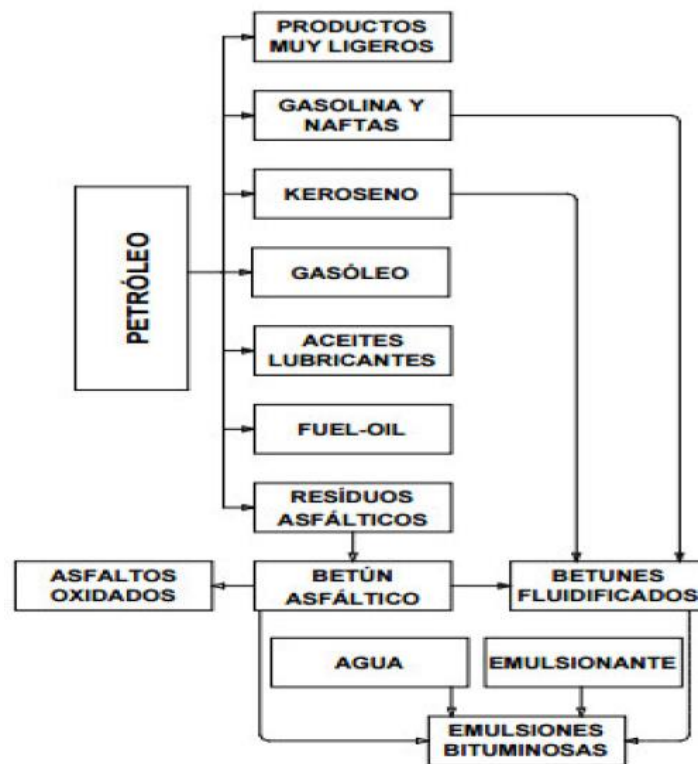 PRODUCTOS
MUY LIGEROS
GASOLINA Y
NAFTAS
KEROSENO
PETRÓLEO
GASÓLEO
ACEITES
LUBRICANTES
FUEL-OIL
RESÍDUOS
ASFÁLTICOS
ASFALTOS
OXIDADOS
BETÚN
ASFÁLTICO
BETUNES
FLUIDIFICADOS
AGUA
EMULSIONANTE
EMULSIONES
BITUMINOSAS